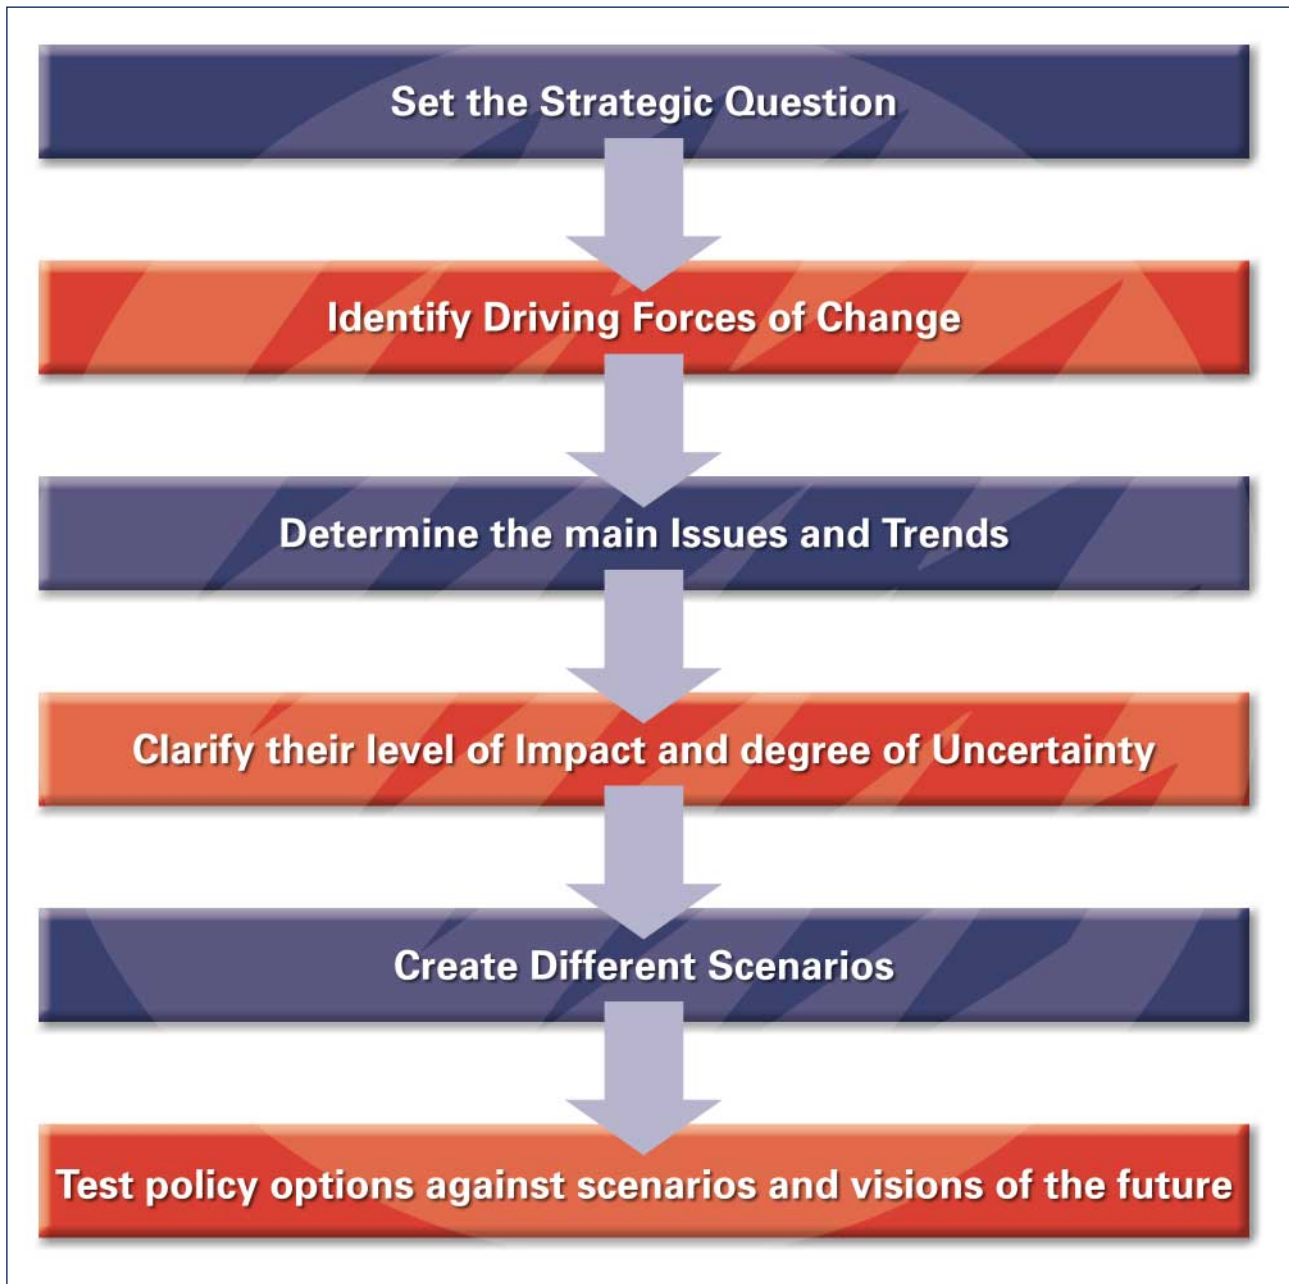 Set the Strategic Question
Identify Driving Forces of Change
Determine the main Issues and Trends
Clarify their level of Impact and degree of Uncertainty
Create Different Scenarios
Test policy options against scenarios and visions of the future